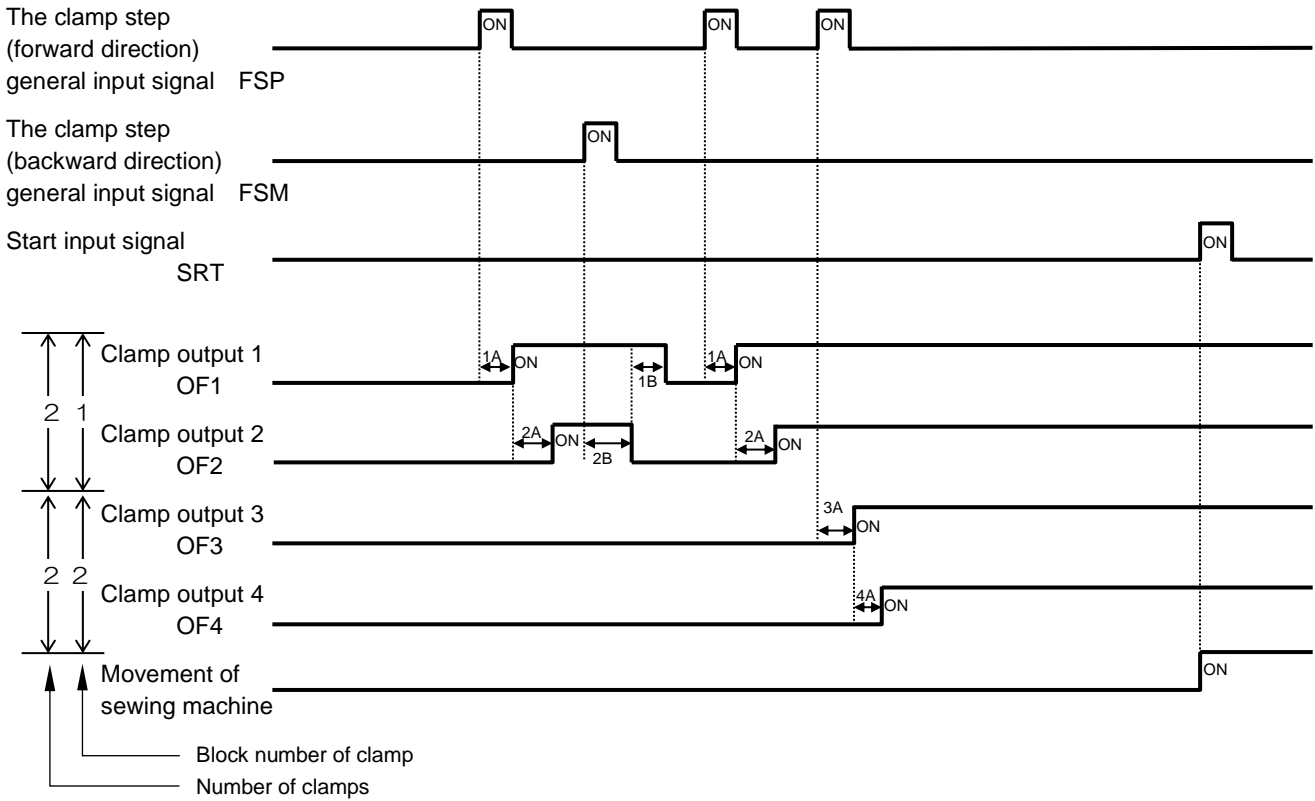 The clamp step
(forward direction)
general input signal FSP
ON ON ON
The clamp step
(backward direction)
general input signal FSM
ON
Start input signal
SRT
ON
Clamp output 1
OF1
1A ON 1B 1A ON
2 1
Clamp output 2
OF2
2A ON 2B 2A ON
Clamp output 3
OF3
3A ON
2 2
Clamp output 4
OF4
4A ON
Movement of
sewing machine
ON
Block number of clamp
Number of clamps